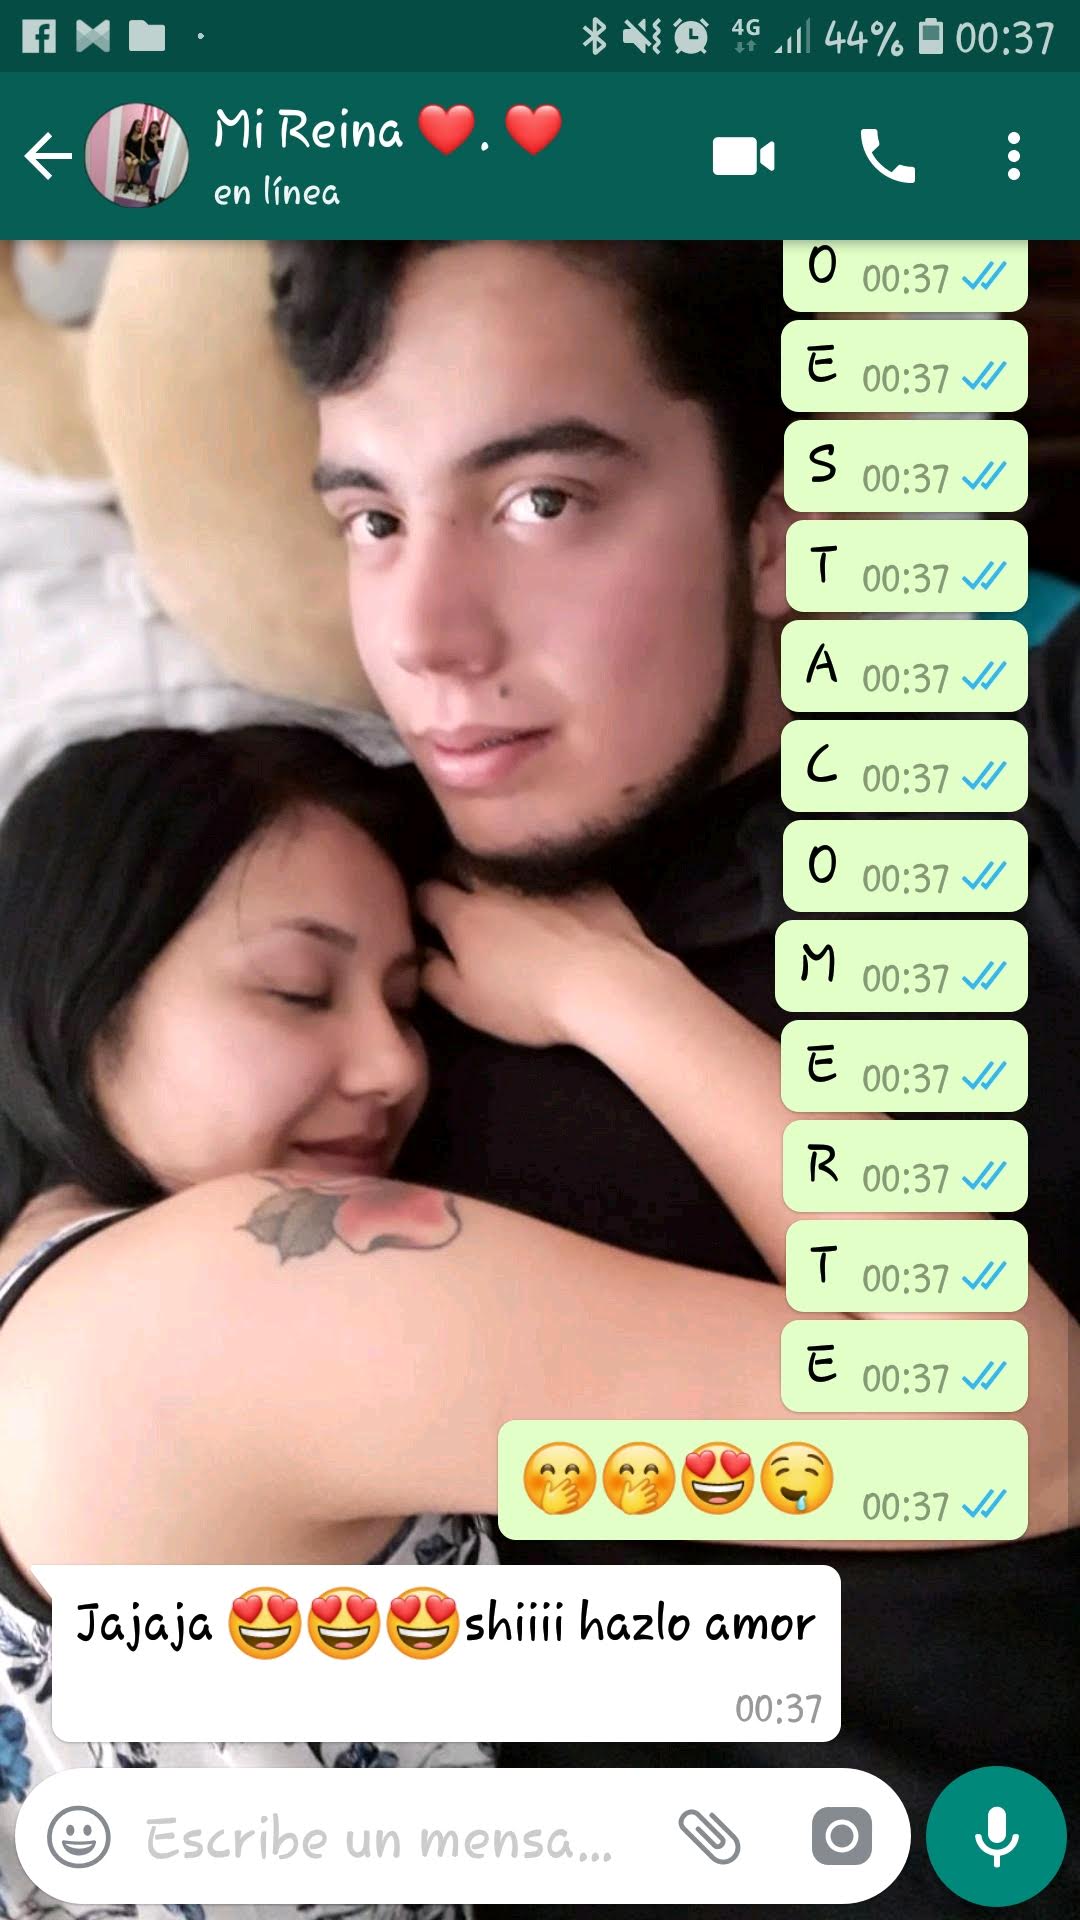 4G 44% 00:37
Mi Reina ❤️. ❤️
en línea
O 00:37
E 00:37
S 00:37
T 00:37
A 00:37
C 00:37
O 00:37
M 00:37
E 00:37
R 00:37
T 00:37
E 00:37
🤭🤭😍🤤 00:37
Jajaja 😍😍😍shiiii hazlo amor
00:37
Escribe un mensa...